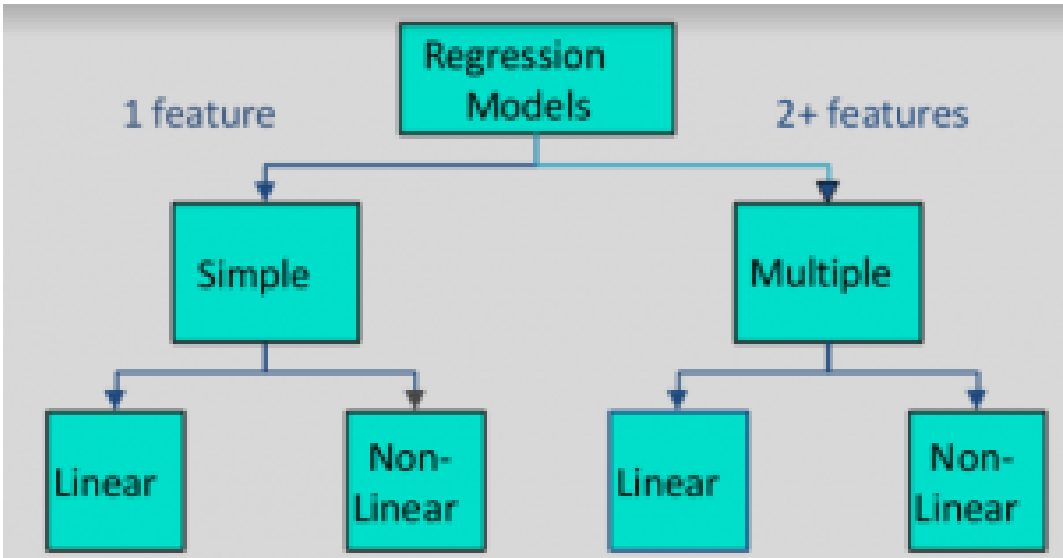 Regression
Models
1 feature
2+ features
Simple
Multiple
Linear
Non-
Linear
Linear
Non-
Linear